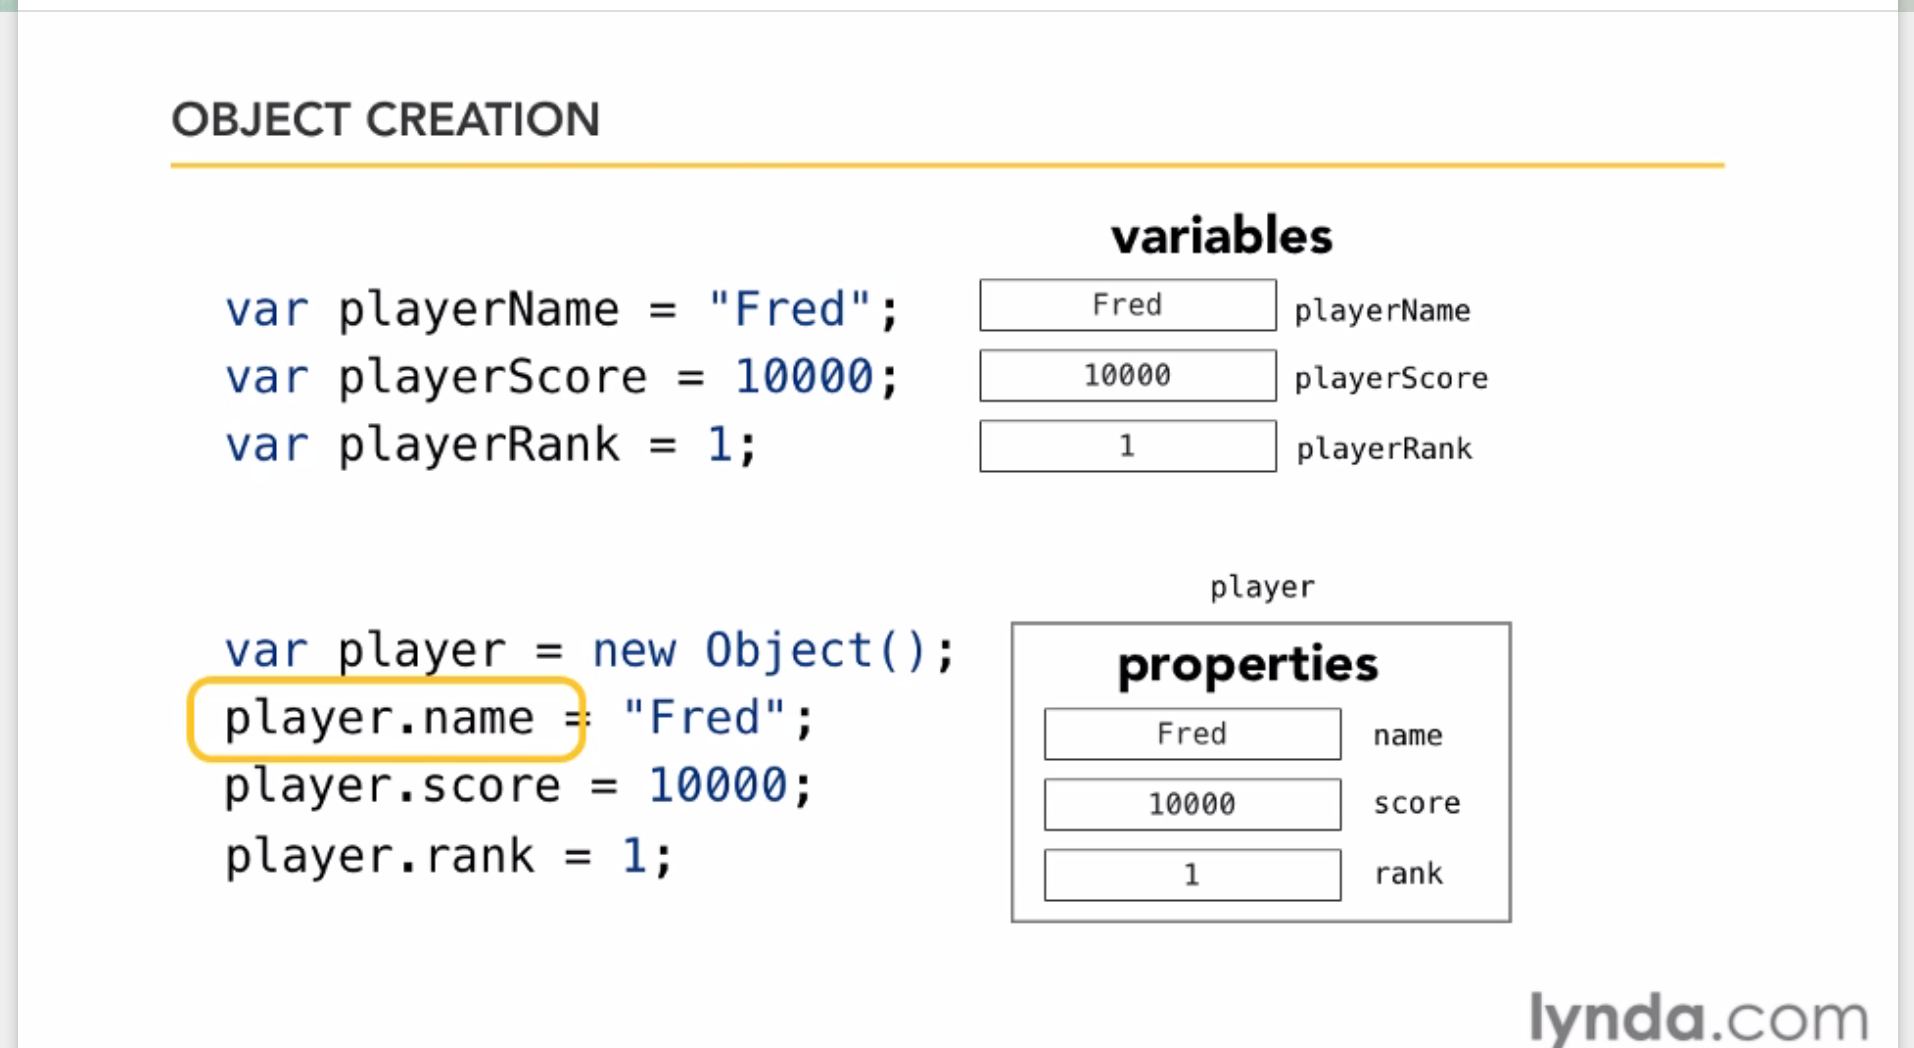 OBJECT CREATION
variables
var playerName = "Fred";
Fred playerName
var playerScore = 10000;
10000 playerScore
var playerRank = 1;
1 playerRank
player
var player = new Object();
properties
player.name = "Fred";
Fred name
player.score = 10000;
10000 score
player.rank = 1;
1 rank
lynda.com